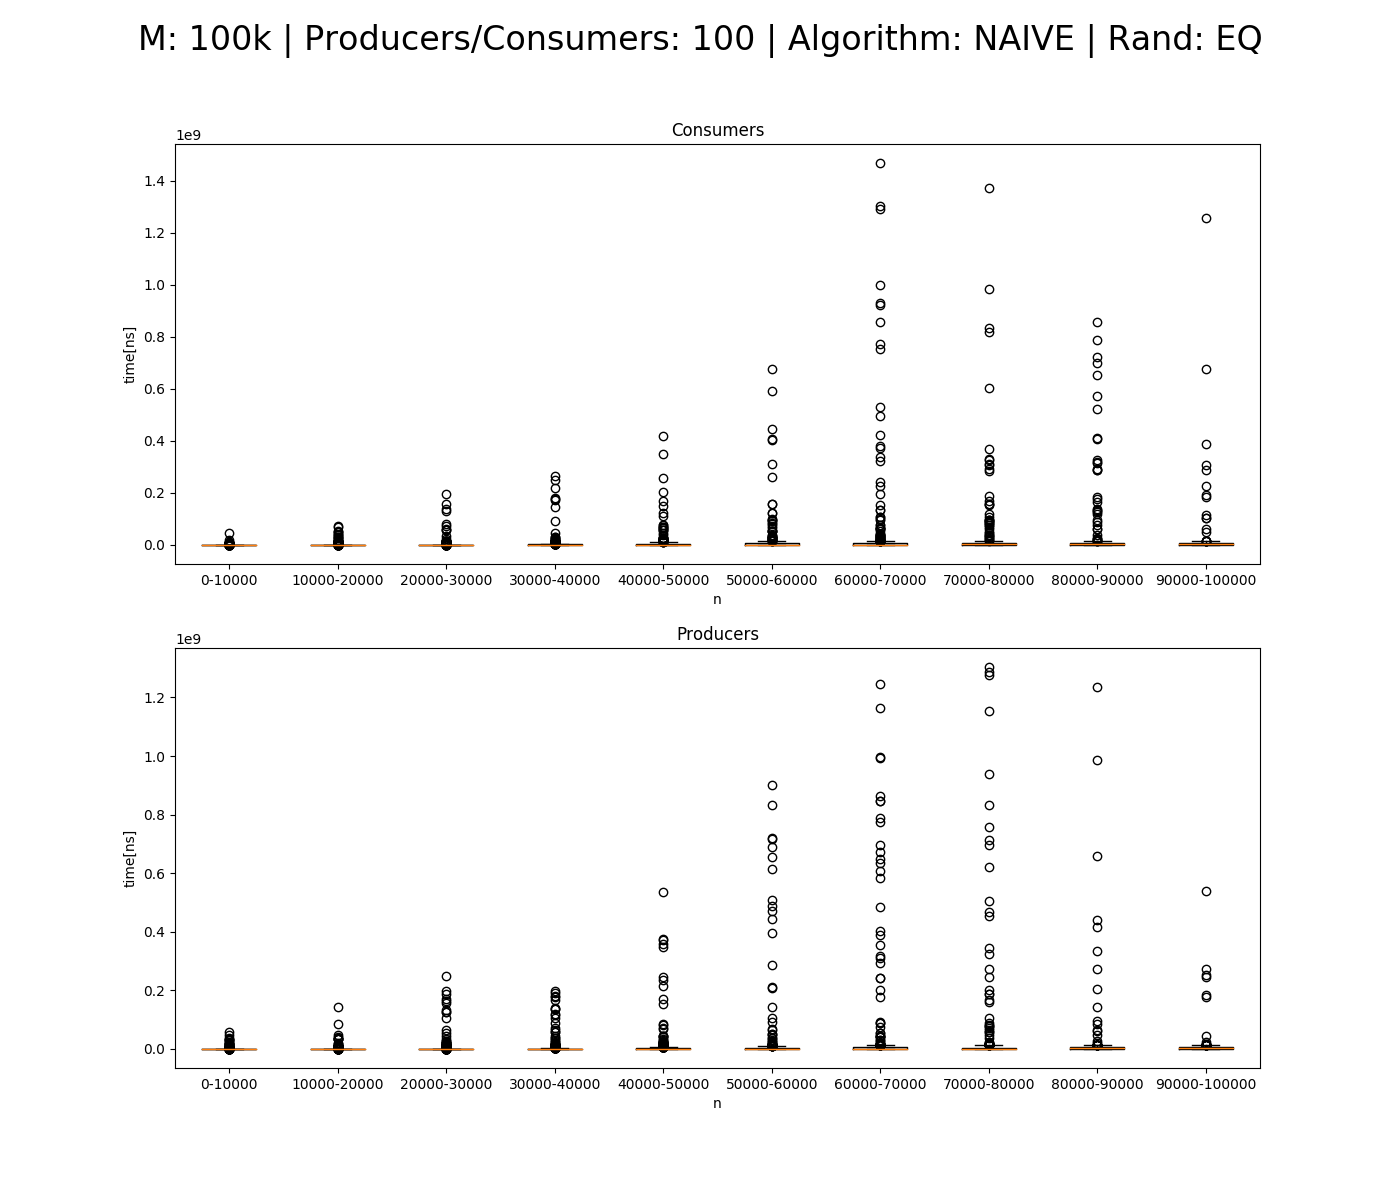 M: 100k | Producers/Consumers: 100 | Algorithm: NAIVE | Rand: EQ
Consumers
1e9
1.4
1.2
1.0
0.8
0.6
0.4
0.2
0.0
time[ns]
0-10000 10000-20000 20000-30000 30000-40000 40000-50000 50000-60000 60000-70000 70000-80000 80000-90000 90000-100000
n
Producers
1e9
1.2
1.0
0.8
0.6
0.4
0.2
0.0
time[ns]
0-10000 10000-20000 20000-30000 30000-40000 40000-50000 50000-60000 60000-70000 70000-80000 80000-90000 90000-100000
n